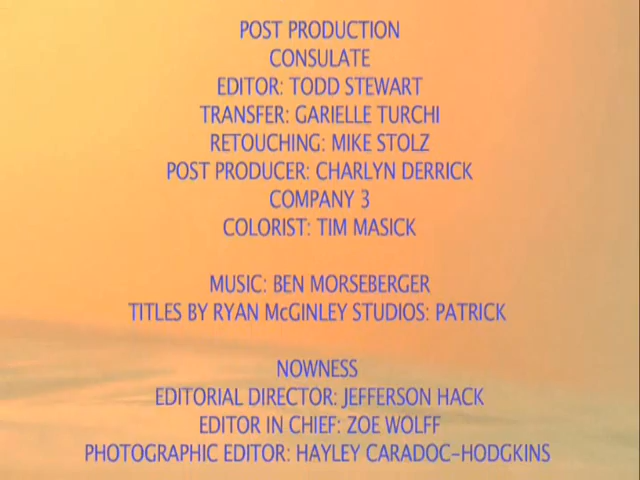 POST PRODUCTION
CONSULATE
EDITOR: TODD STEWART
TRANSFER: GARIELLE TURCHI
RETOUCHING: MIKE STOLZ
POST PRODUCER: CHARLYN DERRICK
COMPANY 3
COLORIST: TIM MASICK
MUSIC: BEN MORSEBERGER
TITLES BY RYAN McGINLEY STUDIOS: PATRICK
NOWNESS
EDITORIAL DIRECTOR: JEFFERSON HACK
EDITOR IN CHIEF: ZOE WOLFF
PHOTOGRAPHIC EDITOR: HAYLEY CARADOC-HODGKINS